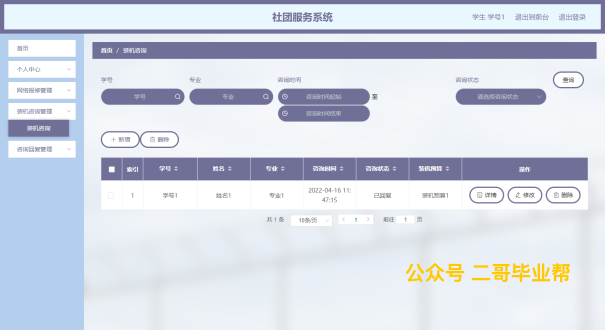 社团服务系统
学生 学号1 退出到前台 退出登录
首页
个人中心
网络报修管理
装机咨询管理
装机咨询
咨询回复管理
首页 / 装机咨询
学号 专业 咨询时间 咨询状态
学号 专业 咨询时间起始 至 请选择咨询状态 查询
咨询时间结束
+ 新增 删除
索引 学号 姓名 专业 咨询时间 咨询状态 装机预算 操作
1 学号1 姓名1 专业1 2022-04-16 11:47:15 已回复 装机预算1 详情 修改 删除
共 1 条 10条/页 < 1 > 前往 1 页
公众号 二哥毕业帮